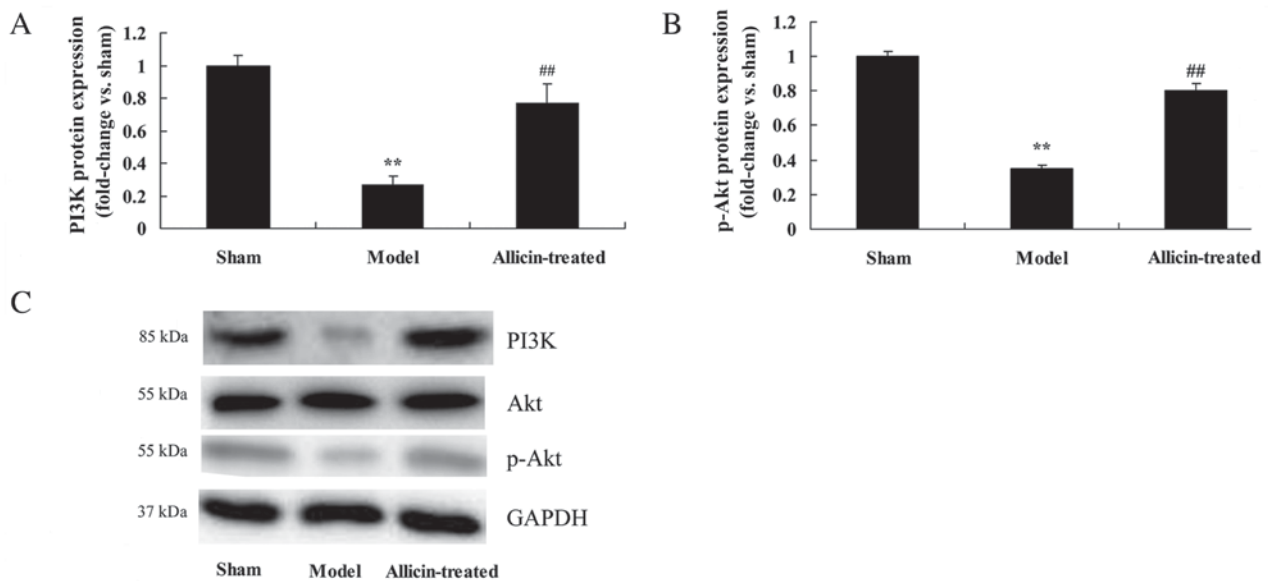 A
PI3K protein expression
(fold-change vs. sham)
1.2
1
0.8
0.6
0.4
0.2
0
**
##
Sham Model Allicin-treated
B
p-Akt protein expression
(fold-change vs. sham)
1.2
1
0.8
0.6
0.4
0.2
0
**
##
Sham Model Allicin-treated
C
85 kDa PI3K
55 kDa Akt
55 kDa p-Akt
37 kDa GAPDH
Sham Model Allicin-treated